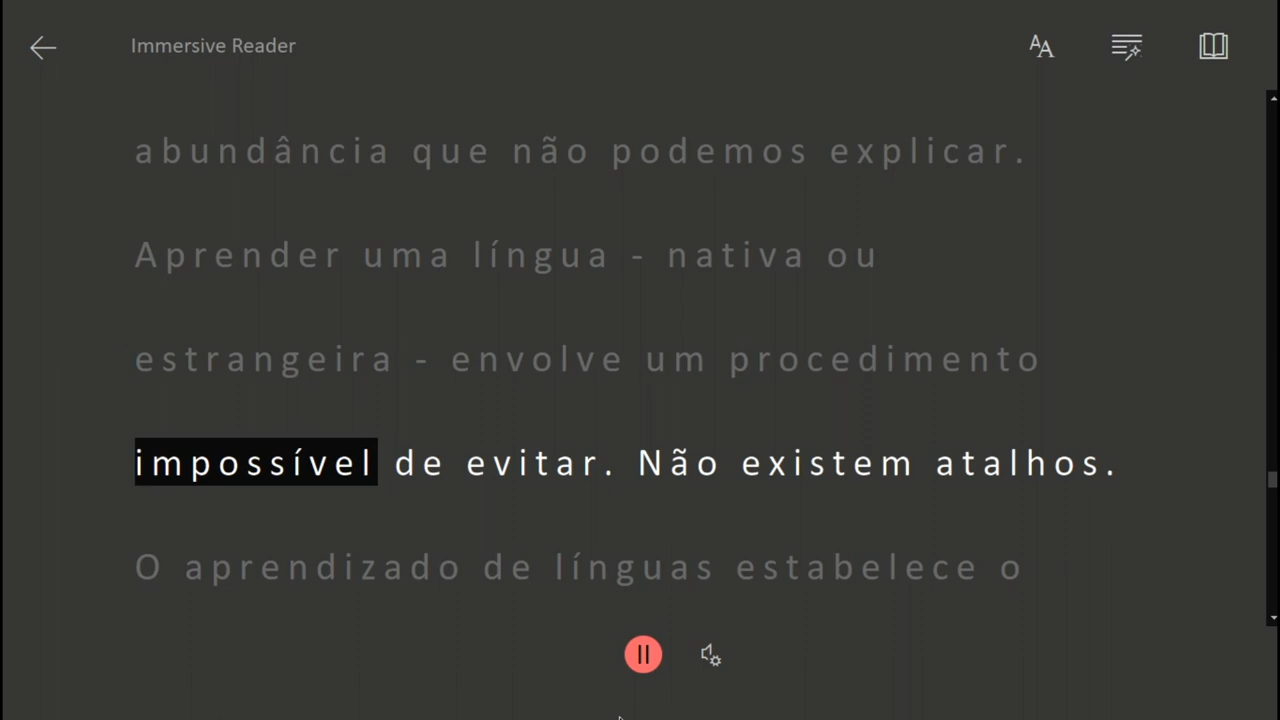 Immersive Reader
abundância que não podemos explicar.
Aprender uma língua - nativa ou
estrangeira - envolve um procedimento
impossível de evitar. Não existem atalhos.
O aprendizado de línguas estabelece o